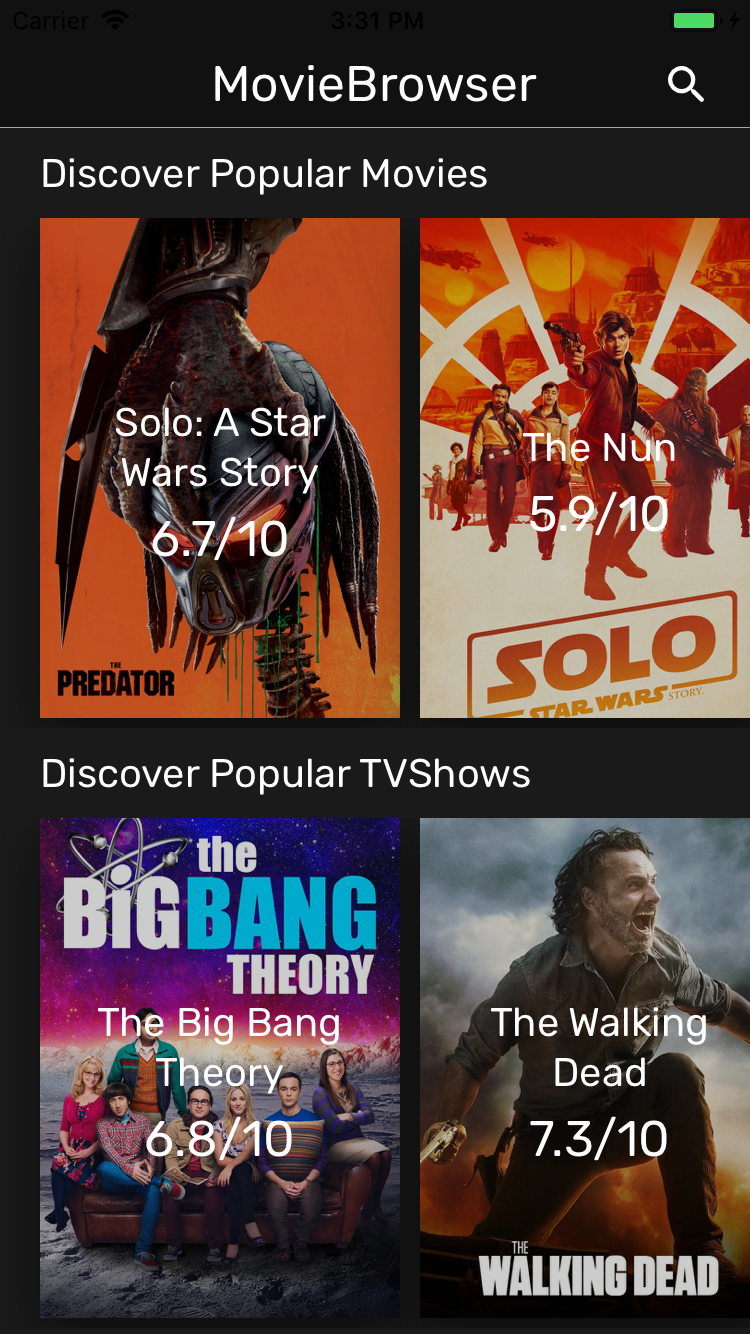 Carrier 3:31 PM
MovieBrowser
Discover Popular Movies
Solo: A Star
Wars Story
6.7/10
THE
PREDATOR
The Nun
5.9/10
SOLO
STAR WARS STORY
Discover Popular TVShows
the
BiG BANG
THEORY
The Big Bang
Theory
6.8/10
The Walking
Dead
7.3/10
THE
WALKING DEAD